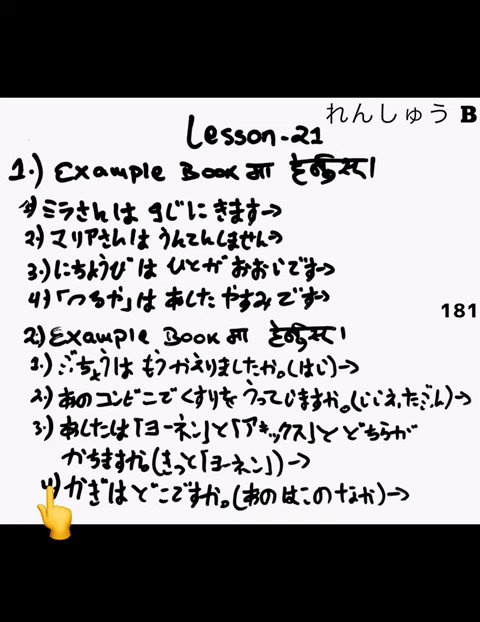 れんしゅう B
Lesson-21
1.) Example Book मा हेर्नुहोस्।
1) ミラさんは 9じに きます→
2.) マリアさんは うんてんしません→
3.) にちようびは ひとが おおいです→
4) 「つるや」は あした やすみです→
181
2.) Example Book मा हेर्नुहोस्।
1.) ぶちょうは もう かえりましたか。(はい)→
2.) あの コンビニで くすりを うっていますか。(いいえ、たぶん)→
3.) あしたは「ヨーネン」と「アキックス」と どちらが
かちますか。(きっと「ヨーネン」)→
4) かぎは どこですか。(あの はこの なか)→